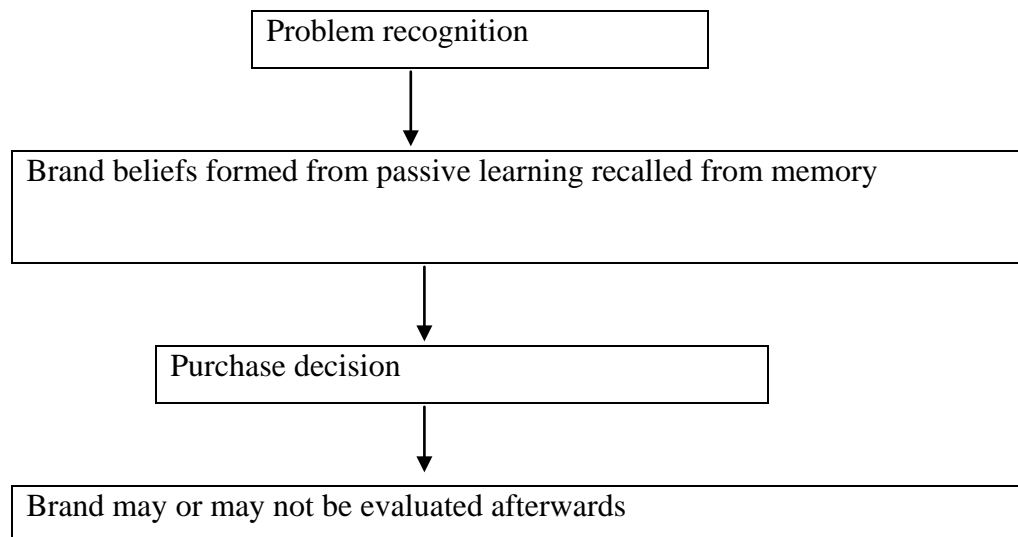 Problem recognition
Brand beliefs formed from passive learning recalled from memory
Purchase decision
Brand may or may not be evaluated afterwards